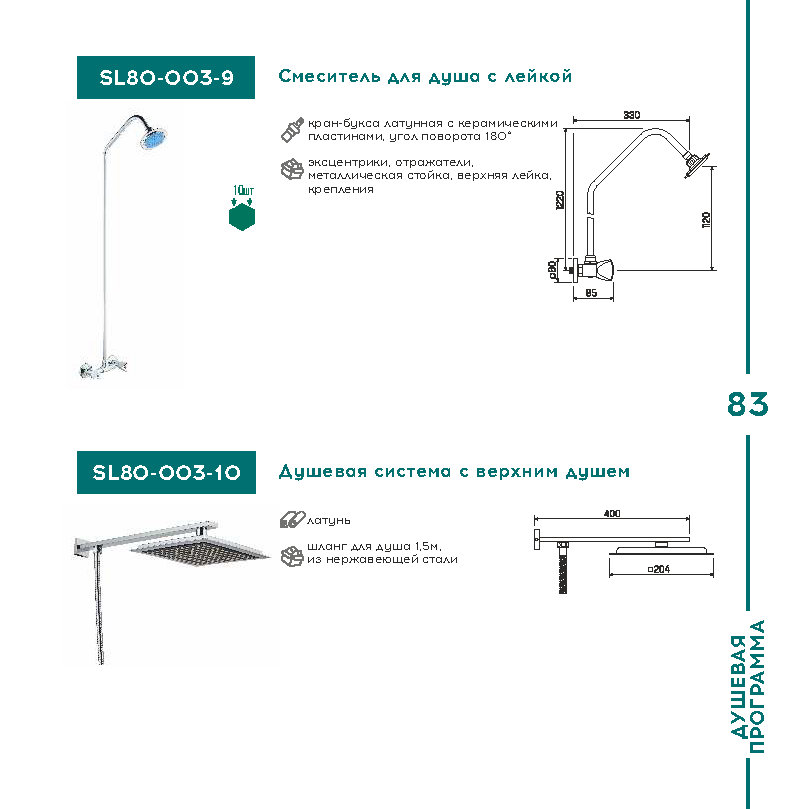 SL80-003-9
Смеситель для душа с лейкой
кран-букса латунная с керамическими
пластинами, угол поворота 180°
эксцентрики, отражатели,
металлическая стойка, верхняя лейка,
крепления
10шт
330
1220
1120
□80
85
83
SL80-003-10
Душевая система с верхним душем
латунь
шланг для душа 1,5м,
из нержавеющей стали
400
□204
ДУШЕВАЯ
ПРОГРАММА